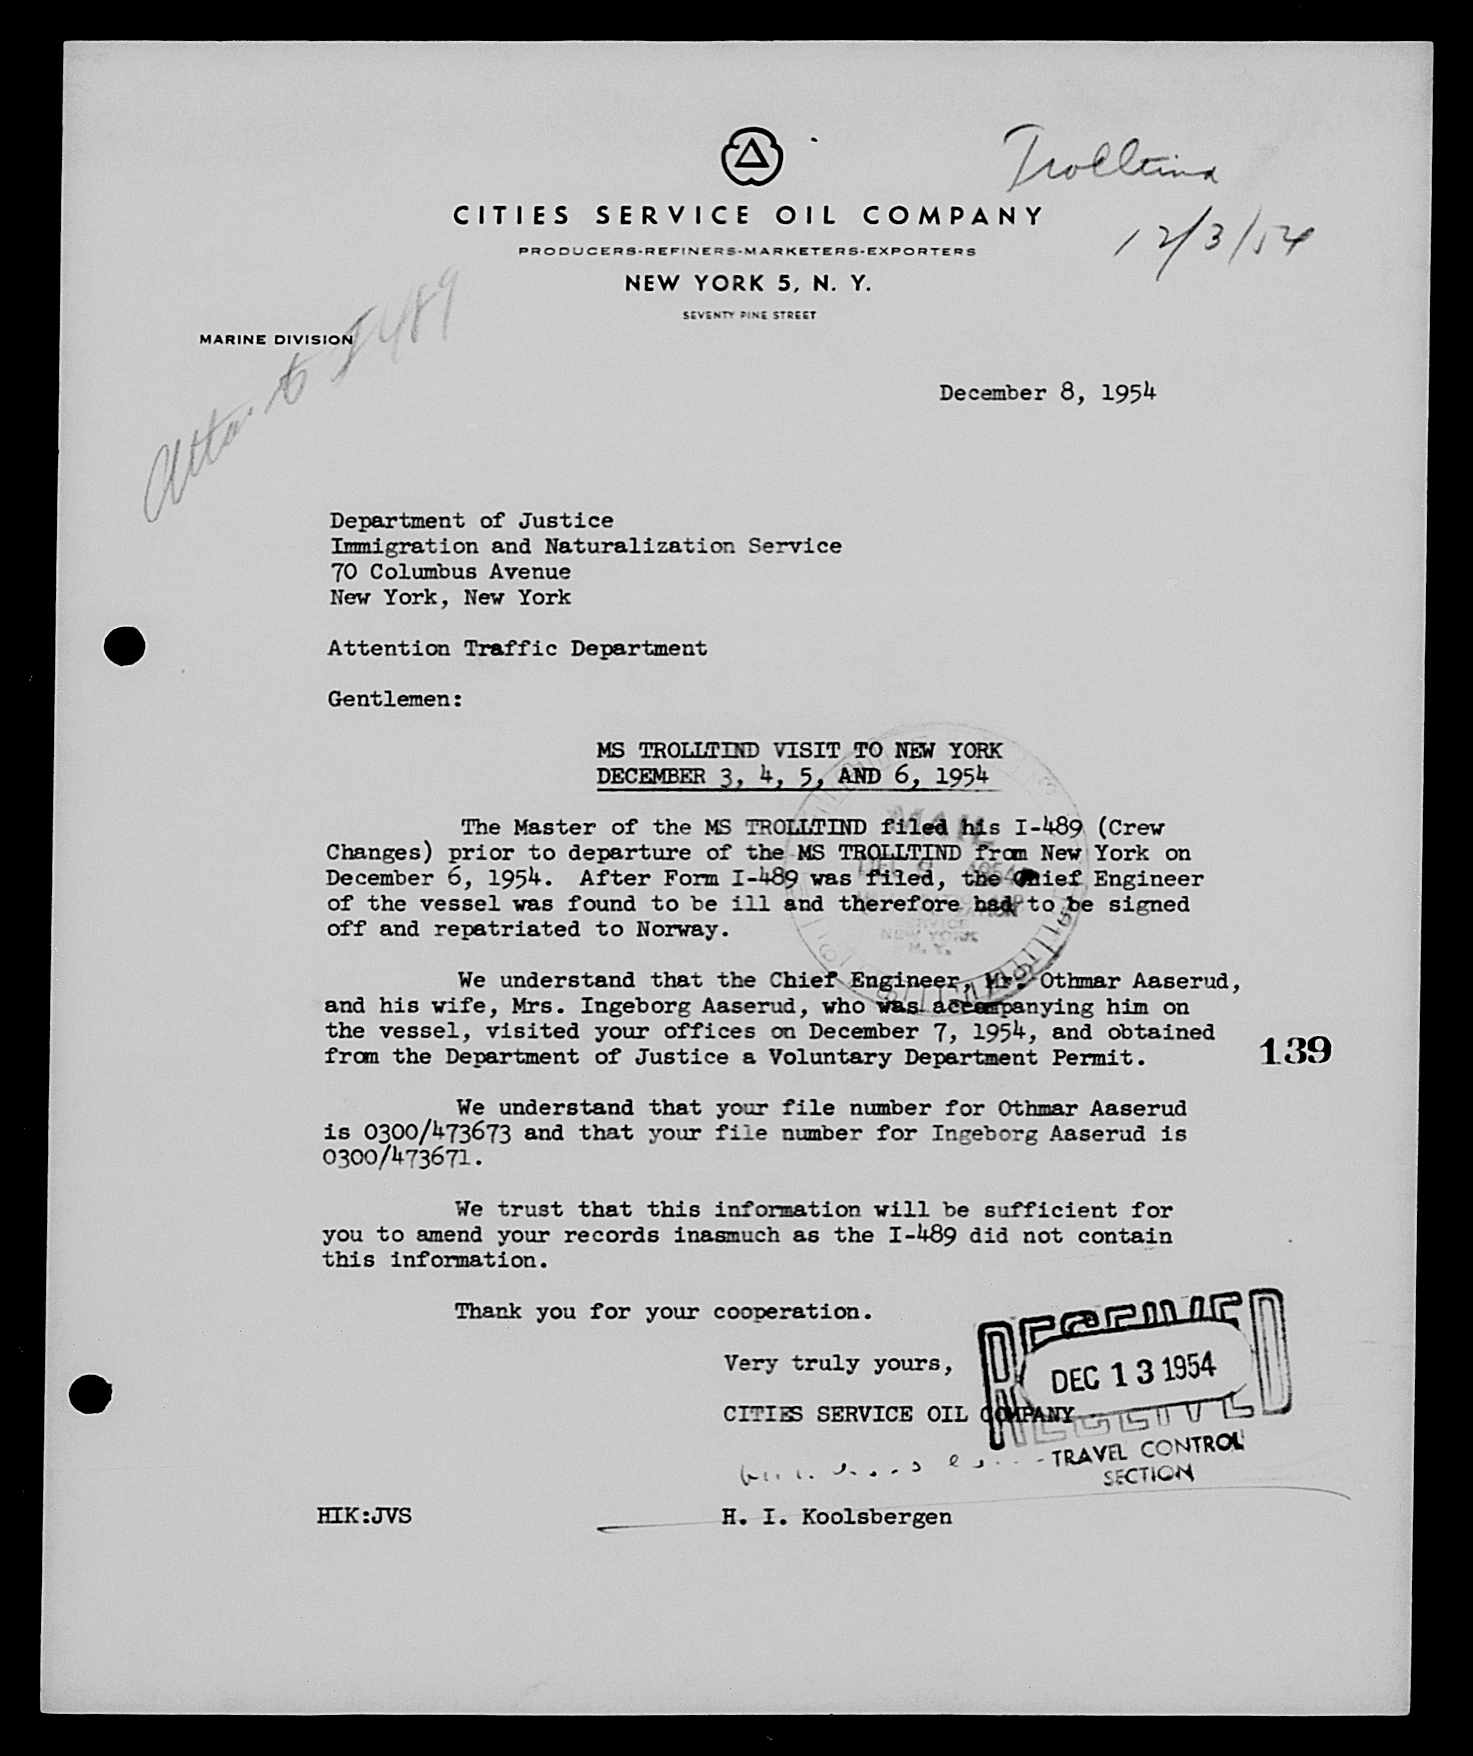 Trolltind
12/3/54
CITIES SERVICE OIL COMPANY
PRODUCERS-REFINERS-MARKETERS-EXPORTERS
NEW YORK 5, N. Y.
SEVENTY PINE STREET
MARINE DIVISION
Atta. to I489
December 8, 1954
Department of Justice
Immigration and Naturalization Service
70 Columbus Avenue
New York, New York
Attention Traffic Department
Gentlemen:
MS TROLLTIND VISIT TO NEW YORK
DECEMBER 3, 4, 5, AND 6, 1954
The Master of the MS TROLLTIND filed his I-489 (Crew
Changes) prior to departure of the MS TROLLTIND from New York on
December 6, 1954. After Form I-489 was filed, the Chief Engineer
of the vessel was found to be ill and therefore had to be signed
off and repatriated to Norway.
We understand that the Chief Engineer, Mr. Othmar Aaserud,
and his wife, Mrs. Ingeborg Aaserud, who was accompanying him on
the vessel, visited your offices on December 7, 1954, and obtained
from the Department of Justice a Voluntary Department Permit.
139
We understand that your file number for Othmar Aaserud
is 0300/473673 and that your file number for Ingeborg Aaserud is
0300/473671.
We trust that this information will be sufficient for
you to amend your records inasmuch as the I-489 did not contain
this information.
Thank you for your cooperation.
Very truly yours,
CITIES SERVICE OIL COMPANY
RECEIVED
DEC 13 1954
RECEIVED
TRAVEL CONTROL
SECTION
HIK:JVS
H. I. Koolsbergen
MAIL
1954
SERVICE
NEW YORK
N. Y.